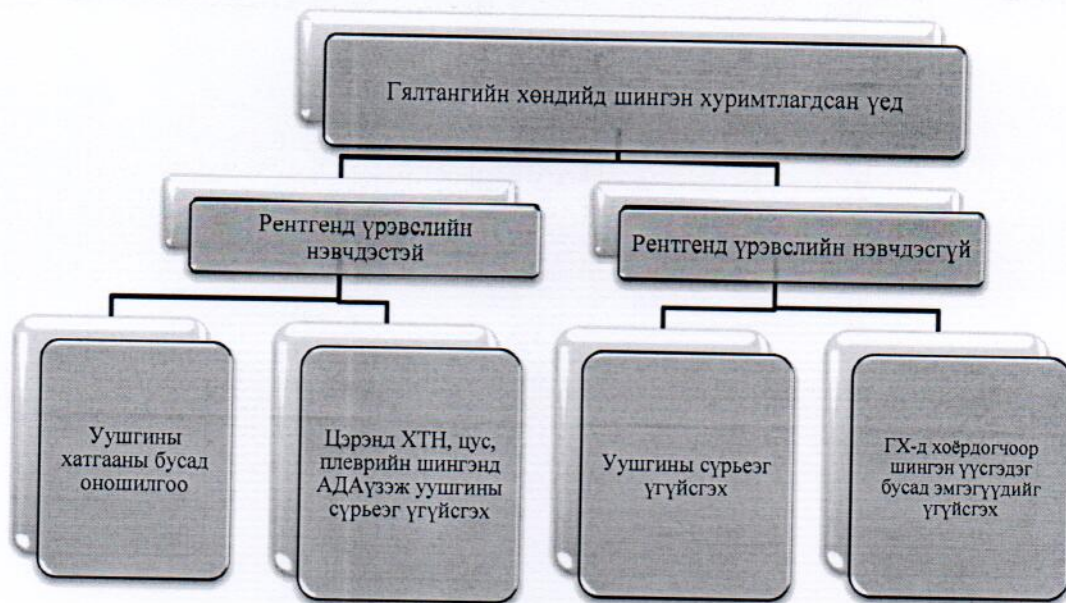 Гялтангийн хөндийд шингэн хуримтлагдсан үед
Рентгенд үрэвслийн
нэвчдэстэй
Рентгенд үрэвслийн нэвчдэсгүй
Уушгины
хатгааны бусад
оношилгоо
Цэрэнд ХТН, цус,
плеврийн шингэнд
АДАүзэж уушгины
сүрьеэг үгүйсгэх
Уушгины сүрьеэг
үгүйсгэх
ГХ-д хоёрдогчоор
шингэн үүсгэдэг
бусад эмгэгүүдийг
үгүйсгэх